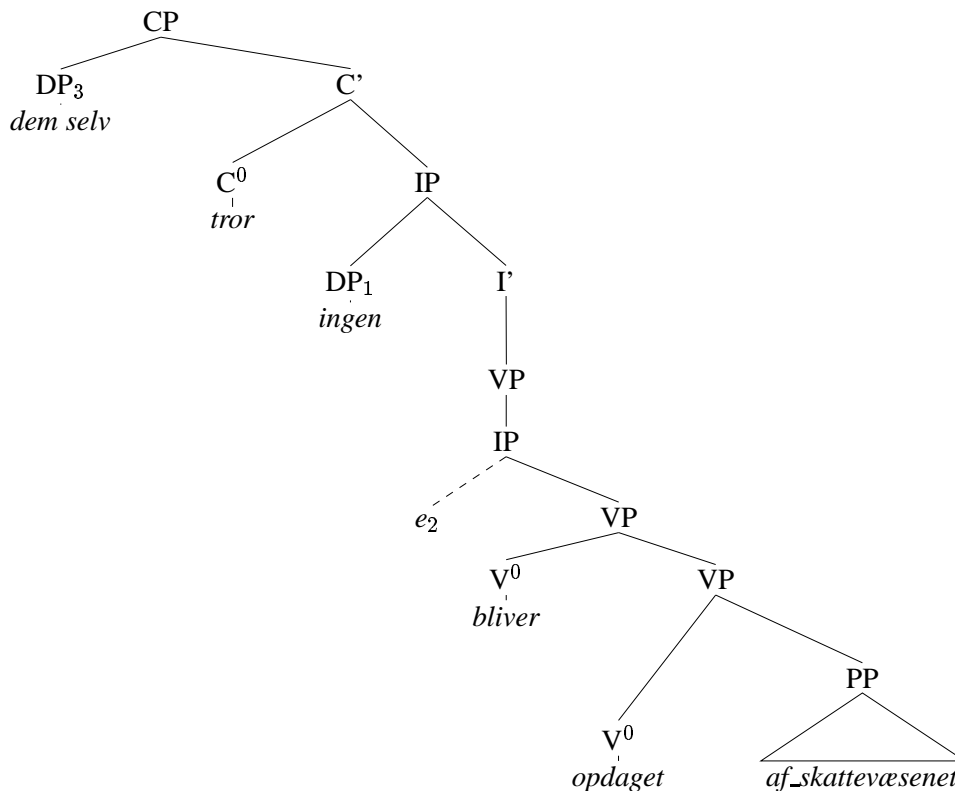 CP
DP₃ C’
dem selv
C⁰ IP
tror
DP₁ I’
ingen
VP
IP
e₂ VP
V⁰ VP
bliver
PP
V⁰
opdaget af_skattevæsenet